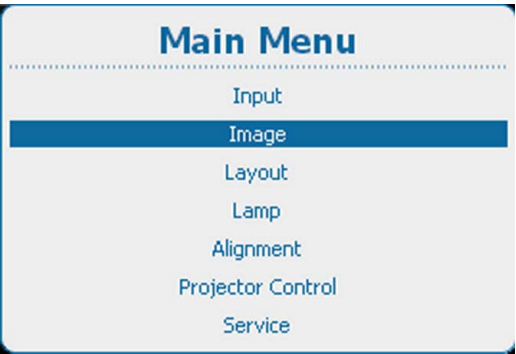 Main Menu
Input
Image
Layout
Lamp
Alignment
Projector Control
Service